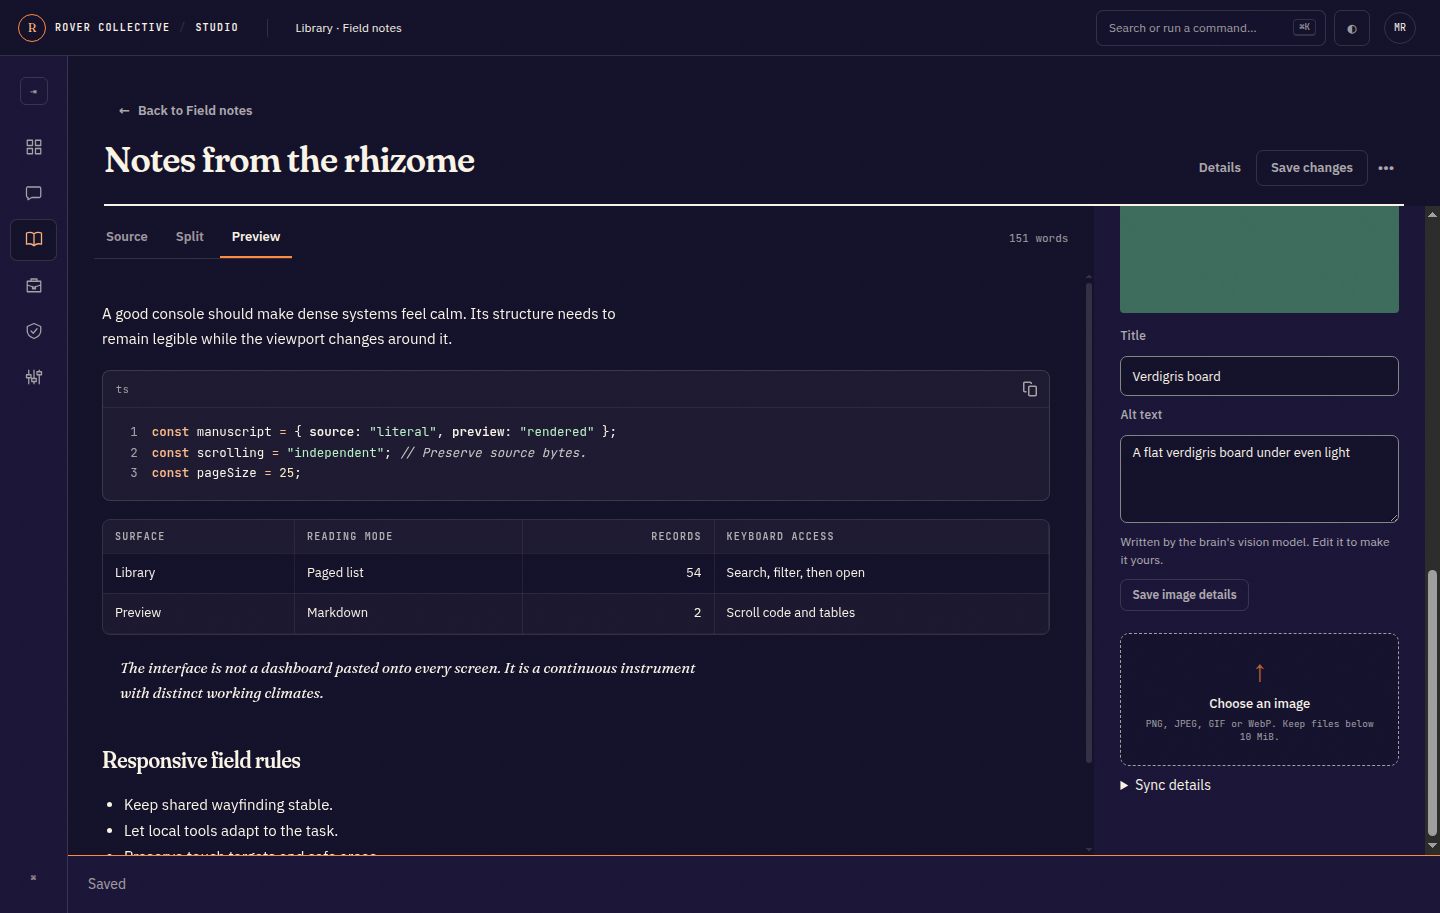 R ROVER COLLECTIVE / STUDIO Library · Field notes Search or run a command... ⌘K MR
← Back to Field notes
Notes from the rhizome
Details Save changes •••
Source Split Preview 151 words
A good console should make dense systems feel calm. Its structure needs to
remain legible while the viewport changes around it.
ts
1 const manuscript = { source: "literal", preview: "rendered" };
2 const scrolling = "independent"; // Preserve source bytes.
3 const pageSize = 25;
SURFACE READING MODE RECORDS KEYBOARD ACCESS
Library Paged list 54 Search, filter, then open
Preview Markdown 2 Scroll code and tables
The interface is not a dashboard pasted onto every screen. It is a continuous instrument
with distinct working climates.
Responsive field rules
• Keep shared wayfinding stable.
• Let local tools adapt to the task.
• Preserve touch targets and safe areas.
Title
Verdigris board
Alt text
A flat verdigris board under even light
Written by the brain's vision model. Edit it to make
it yours.
Save image details
↑
Choose an image
PNG, JPEG, GIF or WebP. Keep files below
10 MiB.
▶ Sync details
⌘
Saved